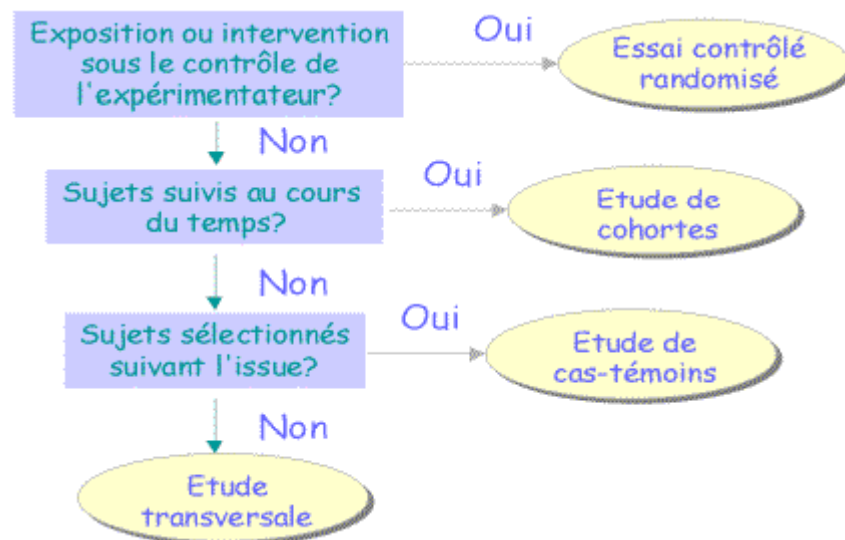 Exposition ou intervention
sous le contrôle de
l'expérimentateur?
Oui
Essai contrôlé
randomisé
Non
Sujets suivis au cours
du temps?
Oui
Etude de
cohortes
Non
Sujets sélectionnés
suivant l'issue?
Oui
Etude de
cas-témoins
Non
Etude
transversale